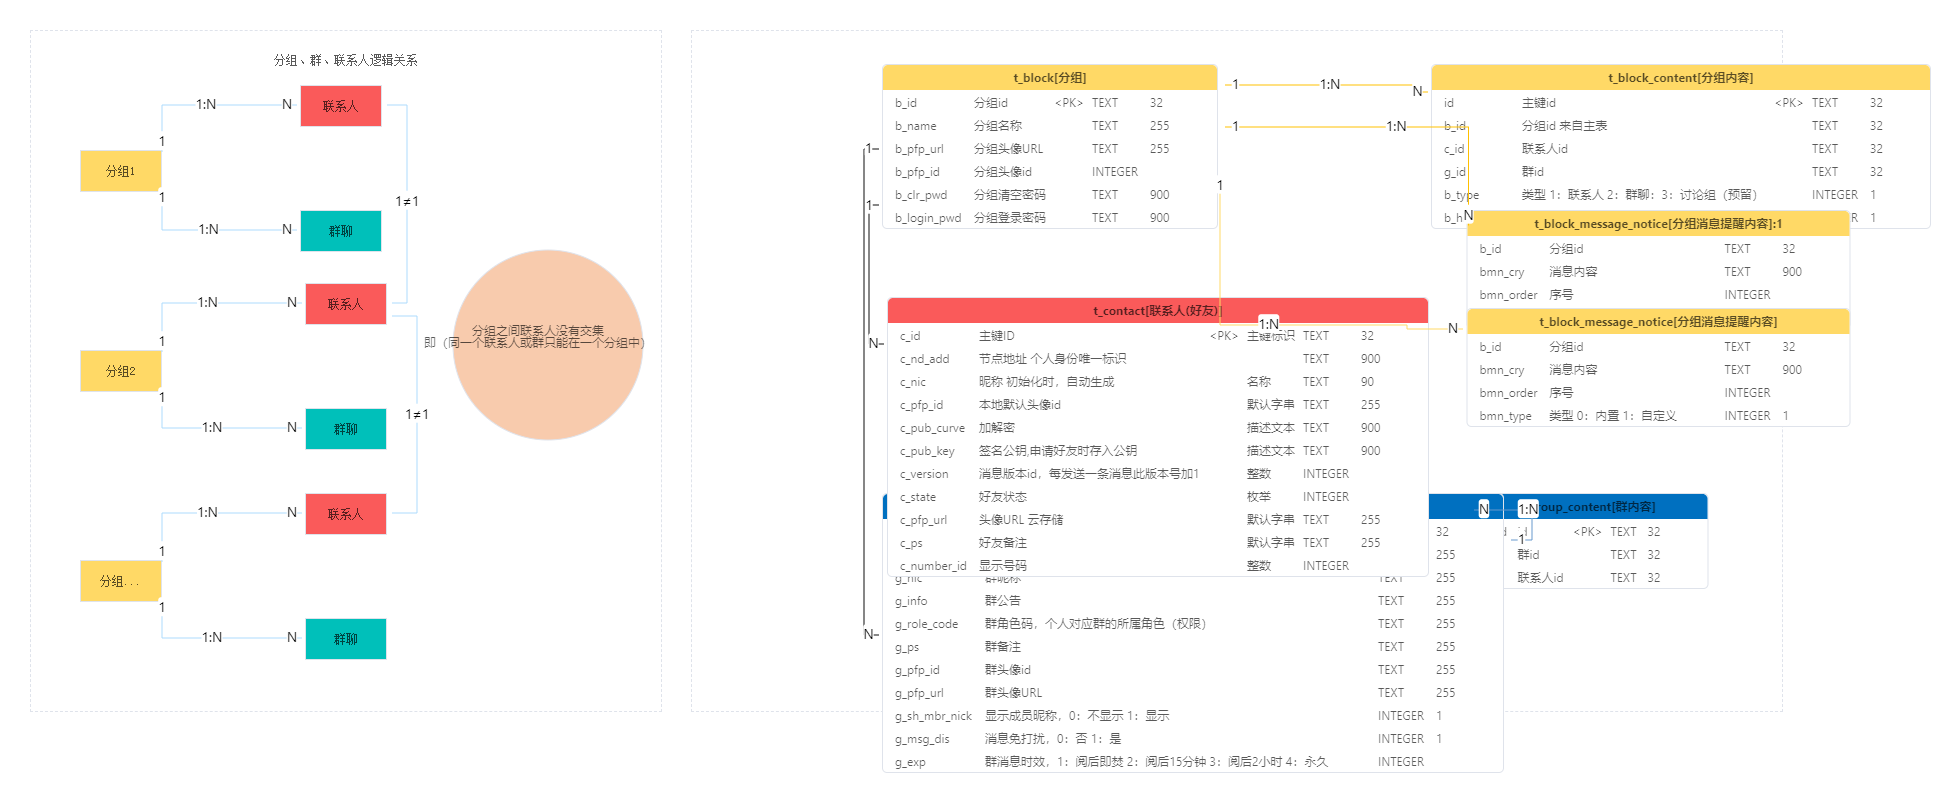 分组、群、联系人逻辑关系
1:N
N
联系人
1
分组1
1
1≠1
1:N
N
群聊
1:N
N
联系人
分组之间联系人没有交集
即（同一个联系人或群只能在一个分组中）
1
分组2
1
1≠1
1:N
N
群聊
1:N
N
联系人
1
分组...
1
1:N
N
群聊
t_block[分组]
b_id 分组id <PK> TEXT 32
b_name 分组名称 TEXT 255
b_pfp_url 分组头像URL TEXT 255
b_pfp_id 分组头像id INTEGER
b_clr_pwd 分组清空密码 TEXT 900
b_login_pwd 分组登录密码 TEXT 900
1
1:N
N
1
1:N
N
1
1:N
N
1
N
1
N
t_block_content[分组内容]
id 主键id <PK> TEXT 32
b_id 分组id 来自主表 TEXT 32
c_id 联系人id TEXT 32
g_id 群id TEXT 32
b_type 类型 1：联系人 2：群聊：3：讨论组（预留） INTEGER 1
b_h R 1
t_block_message_notice[分组消息提醒内容]:1
b_id 分组id TEXT 32
bmn_cry 消息内容 TEXT 900
bmn_order 序号 INTEGER
t_block_message_notice[分组消息提醒内容]
b_id 分组id TEXT 32
bmn_cry 消息内容 TEXT 900
bmn_order 序号 INTEGER
bmn_type 类型 0：内置 1：自定义 INTEGER 1
t_contact[联系人(好友)]
c_id 主键ID <PK> 主键标识 TEXT 32
c_nd_add 节点地址 个人身份唯一标识 TEXT 900
c_nic 昵称 初始化时，自动生成 名称 TEXT 90
c_pfp_id 本地默认头像id 默认字串 TEXT 255
c_pub_curve 加解密 描述文本 TEXT 900
c_pub_key 签名公钥,申请好友时存入公钥 描述文本 TEXT 900
c_version 消息版本id，每发送一条消息此版本号加1 整数 INTEGER
c_state 好友状态 枚举 INTEGER
c_pfp_url 头像URL 云存储 默认字串 TEXT 255
c_ps 好友备注 默认字串 TEXT 255
c_number_id 显示号码 整数 INTEGER
32
255
255
g_nic 群昵称 TEXT 255
g_info 群公告 TEXT 255
g_role_code 群角色码，个人对应群的所属角色（权限） TEXT 255
g_ps 群备注 TEXT 255
g_pfp_id 群头像id TEXT 255
g_pfp_url 群头像URL TEXT 255
g_sh_mbr_nick 显示成员昵称，0：不显示 1：显示 INTEGER 1
g_msg_dis 消息免打扰，0：否 1：是 INTEGER 1
g_exp 群消息时效，1：阅后即焚 2：阅后15分钟 3：阅后2小时 4：永久 INTEGER
N
1:N
1
oup_content[群内容]
<PK> TEXT 32
群id TEXT 32
联系人id TEXT 32